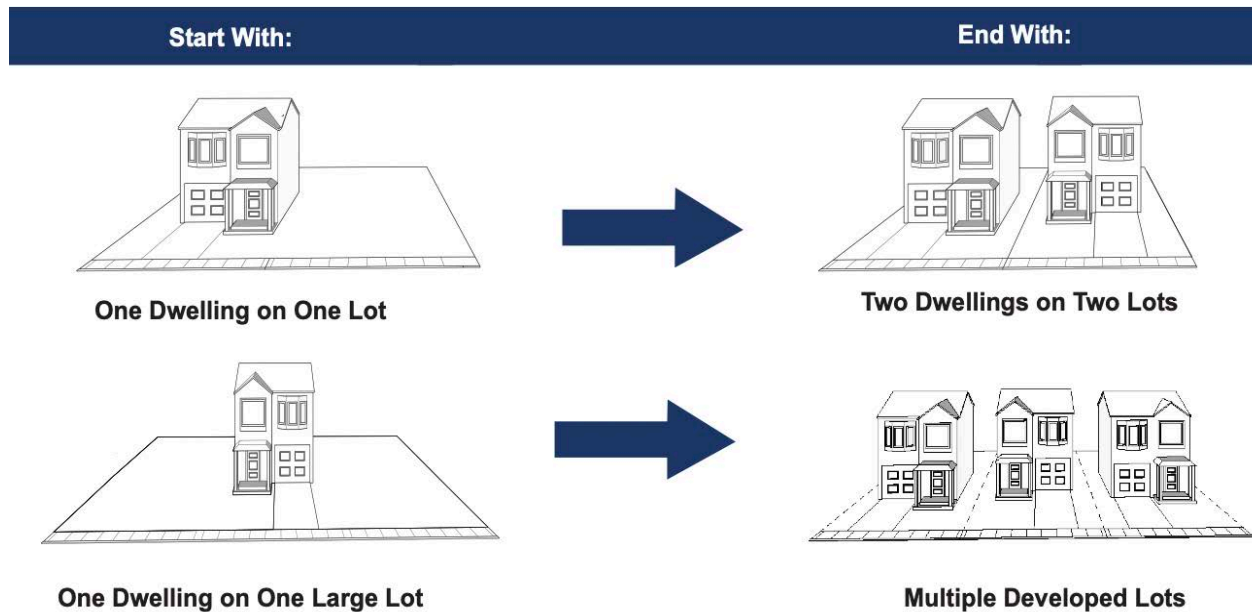 Start With:
End With:
One Dwelling on One Lot
Two Dwellings on Two Lots
One Dwelling on One Large Lot
Multiple Developed Lots